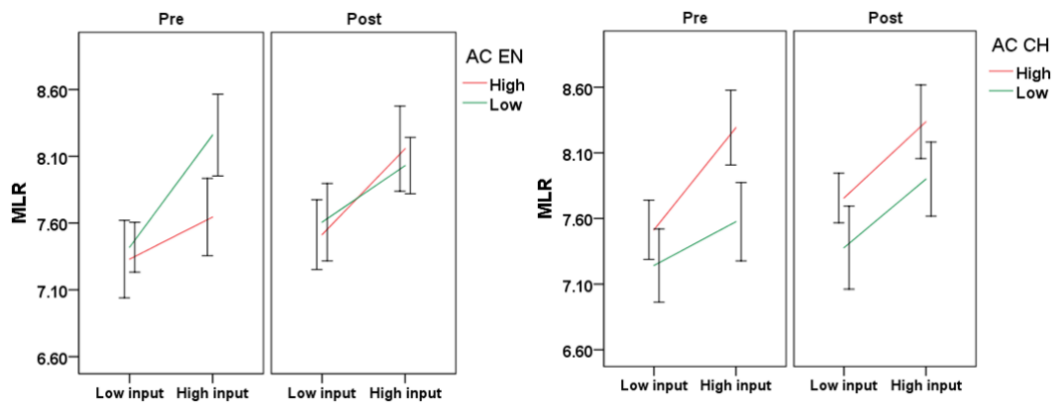 Pre Post
AC EN
High
Low
MLR
8.60
8.10
7.60
7.10
6.60
Low input High input Low input High input
Pre Post
AC CH
High
Low
MLR
8.60
8.10
7.60
7.10
6.60
Low input High input Low input High input